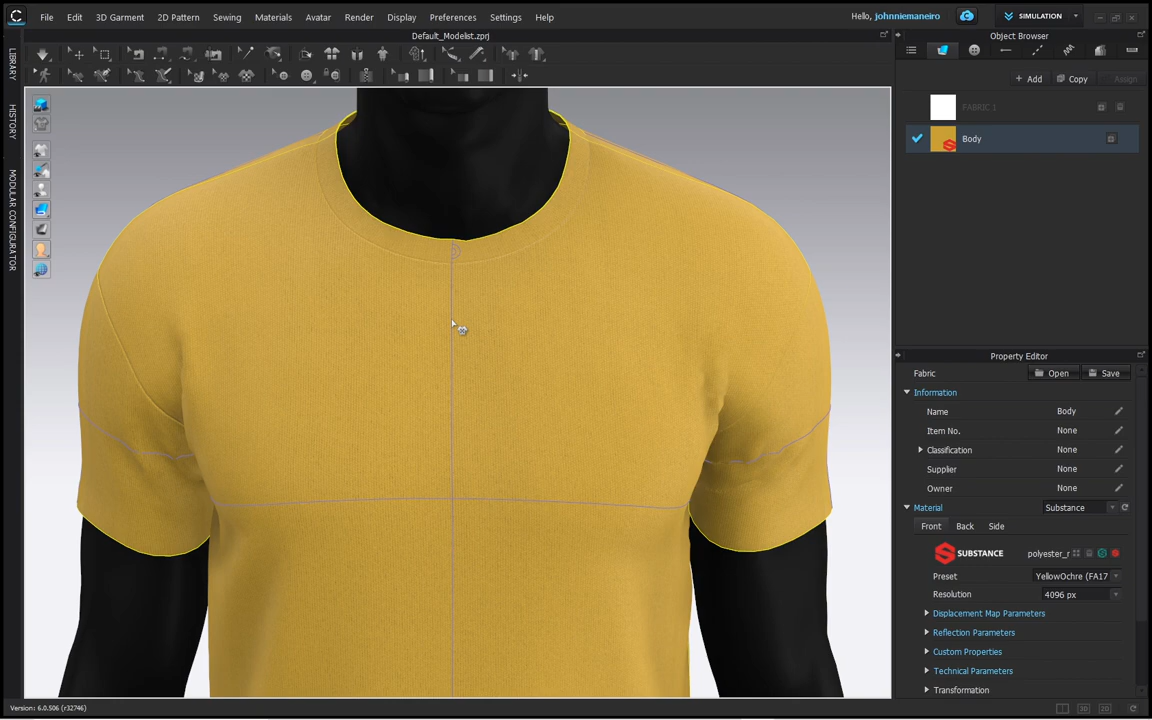 File Edit 3D Garment 2D Pattern Sewing Materials Avatar Render Display Preferences Settings Help
Hello, johnniemaneiro
SIMULATION
Default_Modelist.zprj
Object Browser
LIBRARY
HISTORY
MODULAR CONFIGURATOR
+ Add Copy Assign
FABRIC 1
Body
Property Editor
Fabric Open Save
Information
Name Body
Item No. None
Classification None
Supplier None
Owner None
Material Substance
Front Back Side
SUBSTANCE polyester_r
Preset YellowOchre (FA17
Resolution 4096 px
Displacement Map Parameters
Reflection Parameters
Custom Properties
Technical Parameters
Transformation
Version: 6.0.506 (r32746)
3D 2D